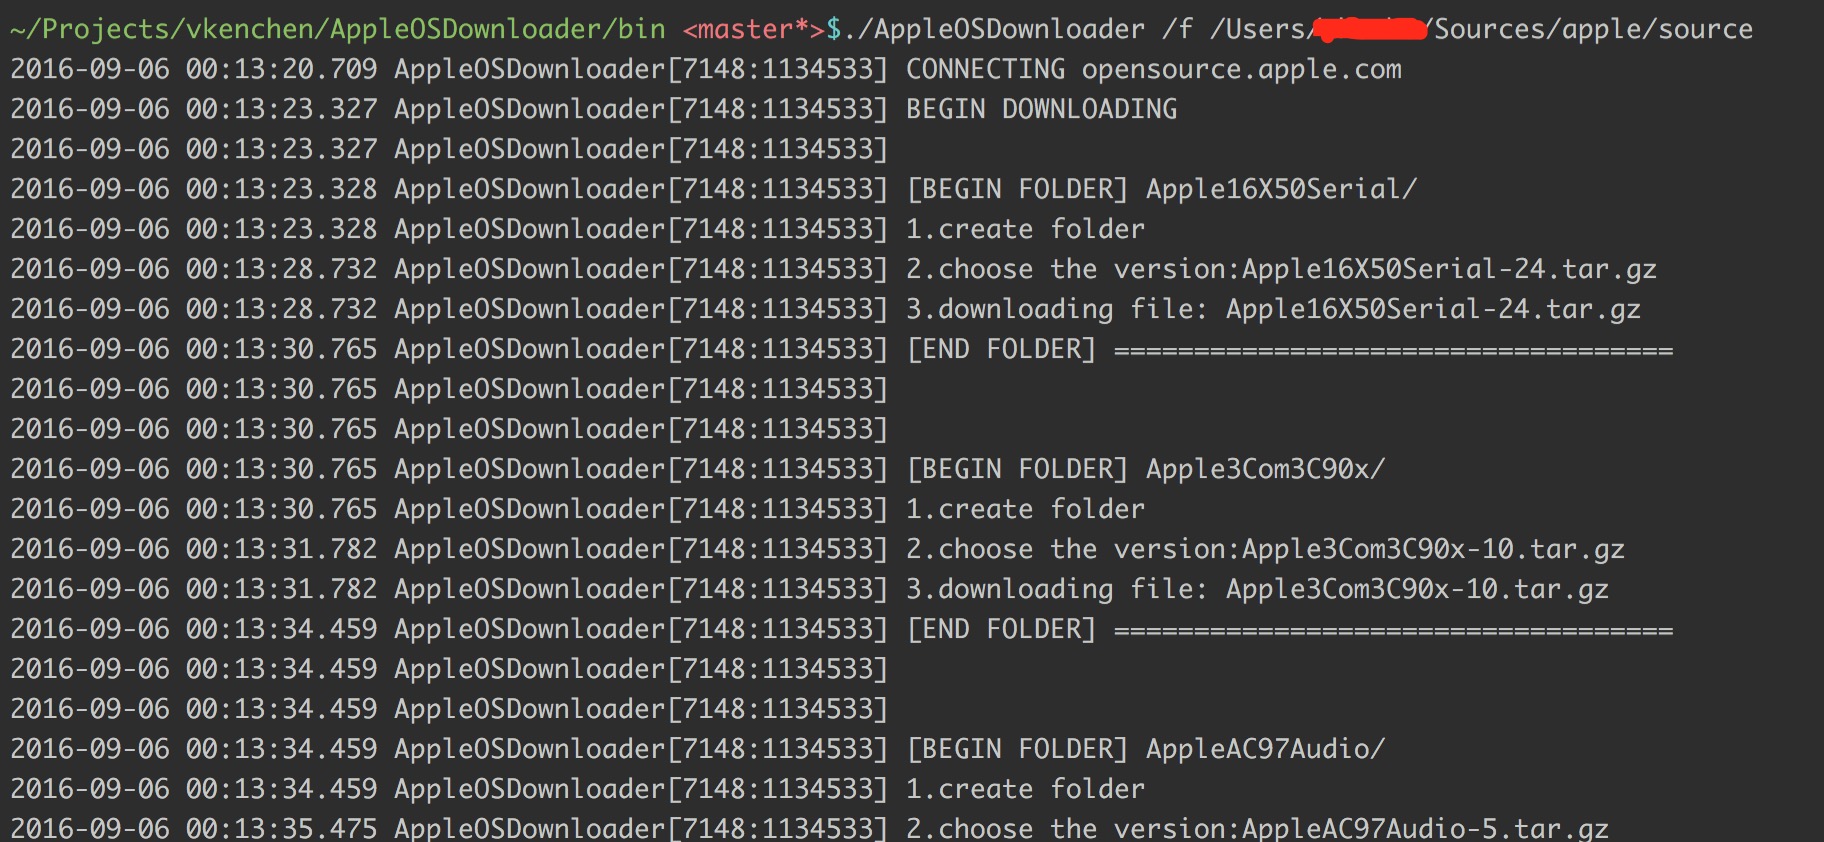 ~/Projects/vkenchen/AppleOSDownloader/bin <master*>$./AppleOSDownloader /f /Users/ /Sources/apple/source
2016-09-06 00:13:20.709 AppleOSDownloader[7148:1134533] CONNECTING opensource.apple.com
2016-09-06 00:13:23.327 AppleOSDownloader[7148:1134533] BEGIN DOWNLOADING
2016-09-06 00:13:23.327 AppleOSDownloader[7148:1134533]
2016-09-06 00:13:23.328 AppleOSDownloader[7148:1134533] [BEGIN FOLDER] Apple16X50Serial/
2016-09-06 00:13:23.328 AppleOSDownloader[7148:1134533] 1.create folder
2016-09-06 00:13:28.732 AppleOSDownloader[7148:1134533] 2.choose the version:Apple16X50Serial-24.tar.gz
2016-09-06 00:13:28.732 AppleOSDownloader[7148:1134533] 3.downloading file: Apple16X50Serial-24.tar.gz
2016-09-06 00:13:30.765 AppleOSDownloader[7148:1134533] [END FOLDER] ===================================
2016-09-06 00:13:30.765 AppleOSDownloader[7148:1134533]
2016-09-06 00:13:30.765 AppleOSDownloader[7148:1134533]
2016-09-06 00:13:30.765 AppleOSDownloader[7148:1134533] [BEGIN FOLDER] Apple3Com3C90x/
2016-09-06 00:13:30.765 AppleOSDownloader[7148:1134533] 1.create folder
2016-09-06 00:13:31.782 AppleOSDownloader[7148:1134533] 2.choose the version:Apple3Com3C90x-10.tar.gz
2016-09-06 00:13:31.782 AppleOSDownloader[7148:1134533] 3.downloading file: Apple3Com3C90x-10.tar.gz
2016-09-06 00:13:34.459 AppleOSDownloader[7148:1134533] [END FOLDER] ===================================
2016-09-06 00:13:34.459 AppleOSDownloader[7148:1134533]
2016-09-06 00:13:34.459 AppleOSDownloader[7148:1134533]
2016-09-06 00:13:34.459 AppleOSDownloader[7148:1134533] [BEGIN FOLDER] AppleAC97Audio/
2016-09-06 00:13:34.459 AppleOSDownloader[7148:1134533] 1.create folder
2016-09-06 00:13:35.475 AppleOSDownloader[7148:1134533] 2.choose the version:AppleAC97Audio-5.tar.gz